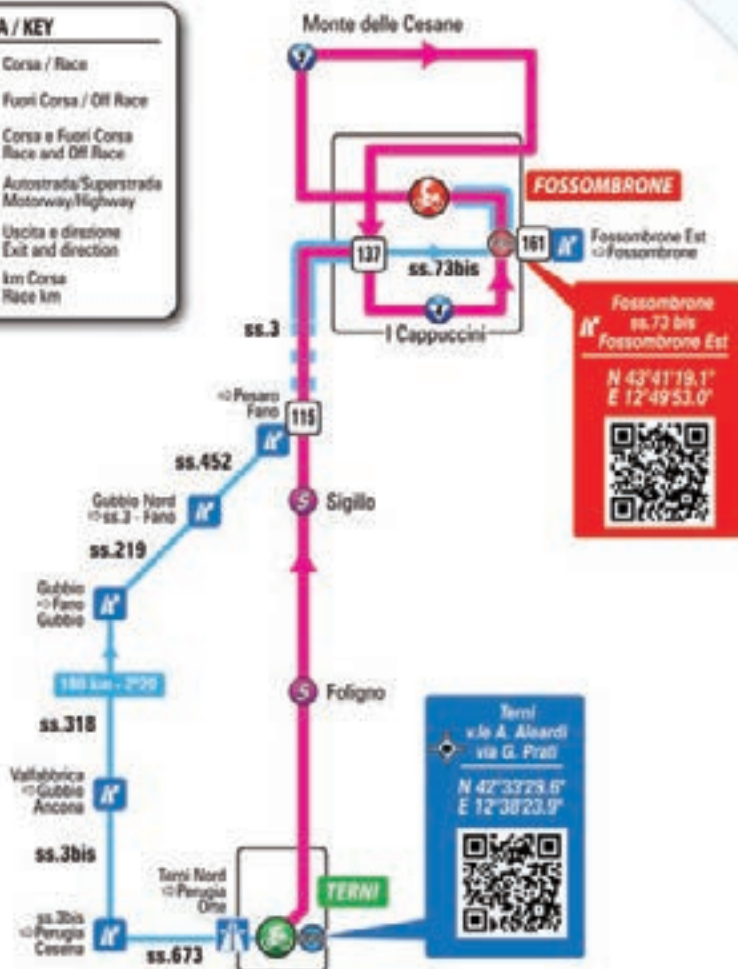 A / KEY
Corsa / Race
Fuori Corsa / Off Race
Corsa e Fuori Corsa
Race and Off Race
Autostrada/Superstrada
Motorway/Highway
Uscita e direzione
Exit and direction
km Corsa
Race km
Monte delle Cesane
FOSSOMBRONE
137
161
Fossombrone Est
⇨Fossombrone
ss.73bis
I Cappuccini
Fossombrone
ss.73 bis
Fossombrone Est
N 43°41'19.1"
E 12°49'53.0"
ss.3
⇨Pesaro
Fano
115
ss.452
Gubbio Nord
⇨ss.3 - Fano
S Sigillo
ss.219
Gubbio
⇨Fano
Gubbio
S Foligno
ss.318
Valfabbrica
⇨Gubbio
Ancona
ss.3bis
ss.3bis
⇨Perugia
Cesena
ss.673
Terni Nord
⇨Perugia
Orte
TERNI
Terni
v.le A. Aleardi
via G. Prati
N 42°33'29.6"
E 12°38'23.9"